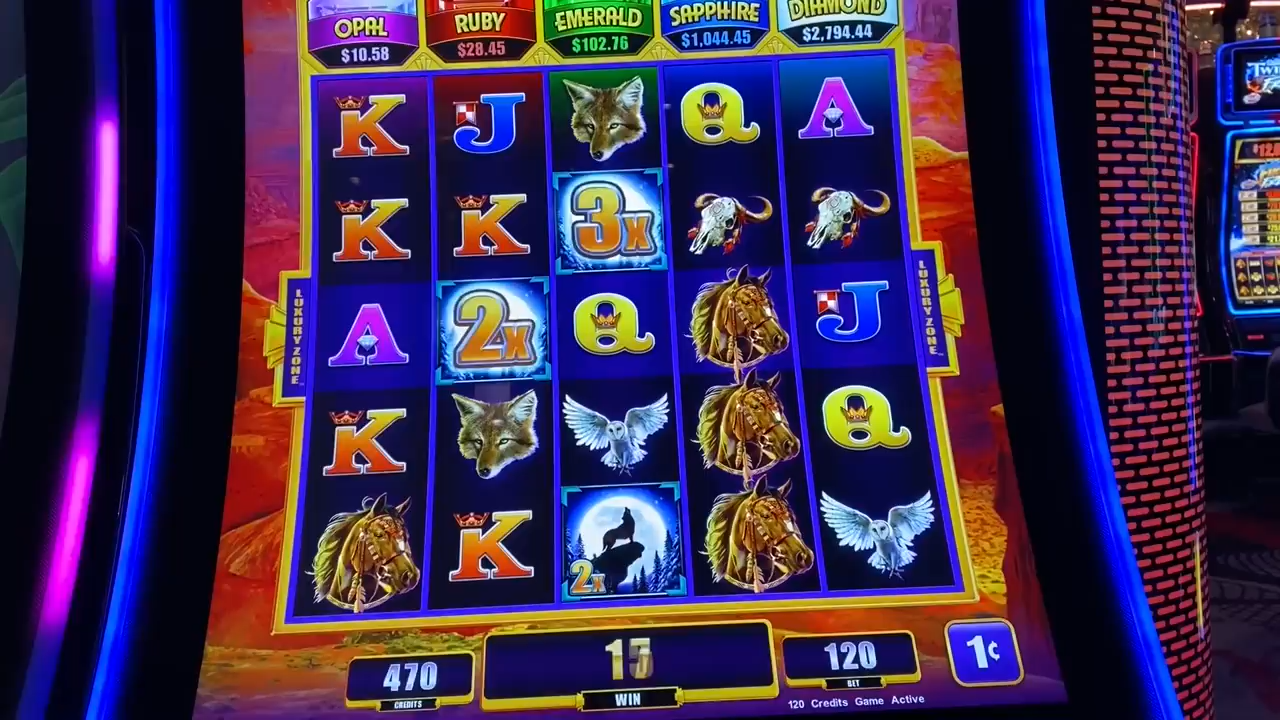 OPAL RUBY EMERALD SAPPHIRE DIAMOND
$10.58 $28.45 $102.76 $1,044.45 $2,794.44
K J Q A
K K 3x
A 2x Q J
K Q
K 2x
LUXURY ZONE
LUXURY ZONE
470 15 120 1¢
CREDITS WIN BET
120 Credits Game Active